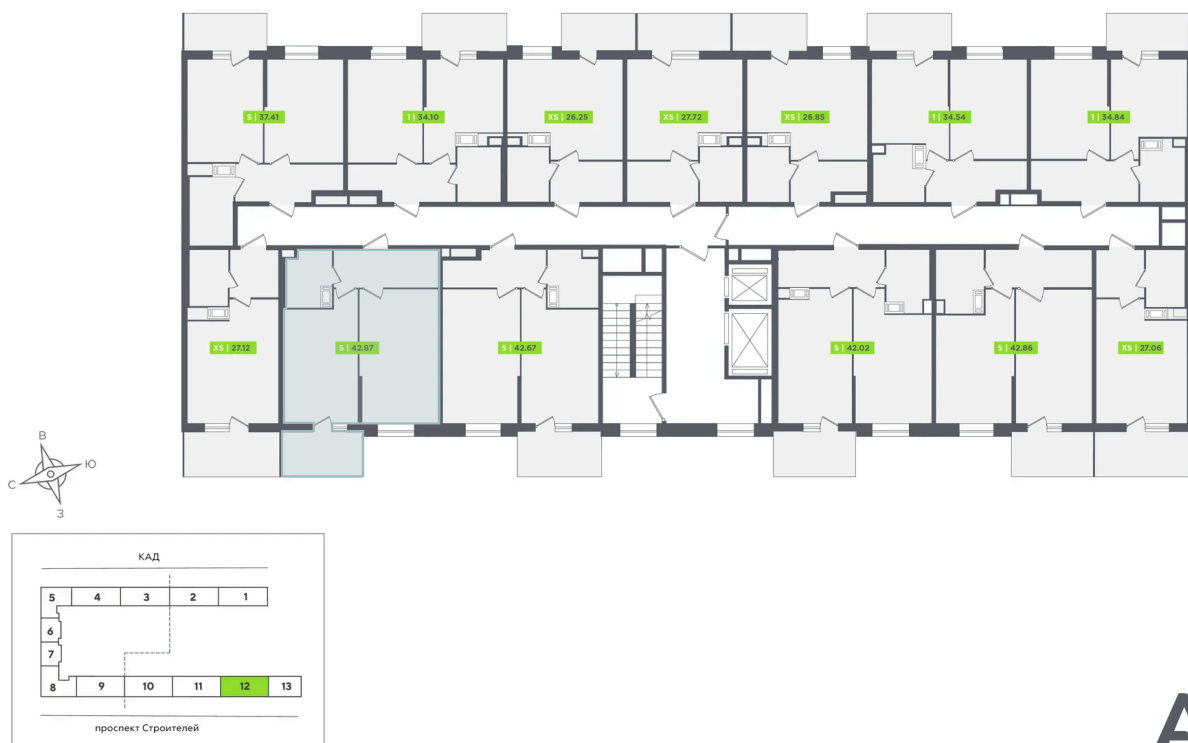 S | 37.41
1 | 34.10
XS | 26.25
XS | 27.72
XS | 26.85
1 | 34.54
1 | 34.84
XS | 27.12
S | 42.87
S | 42.67
S | 42.02
S | 42.86
XS | 27.06
В
Ю
С
З
КАД
5 4 3 2 1
6
7
8 9 10 11 12 13
проспект Строителей